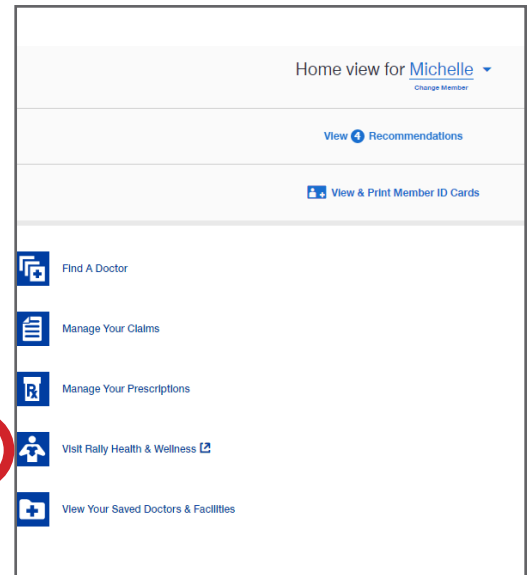 Home view for Michelle
Change Member
View 4 Recommendations
View & Print Member ID Cards
Find A Doctor
Manage Your Claims
Rx
Manage Your Prescriptions
Visit Rally Health & Wellness
View Your Saved Doctors & Facilities